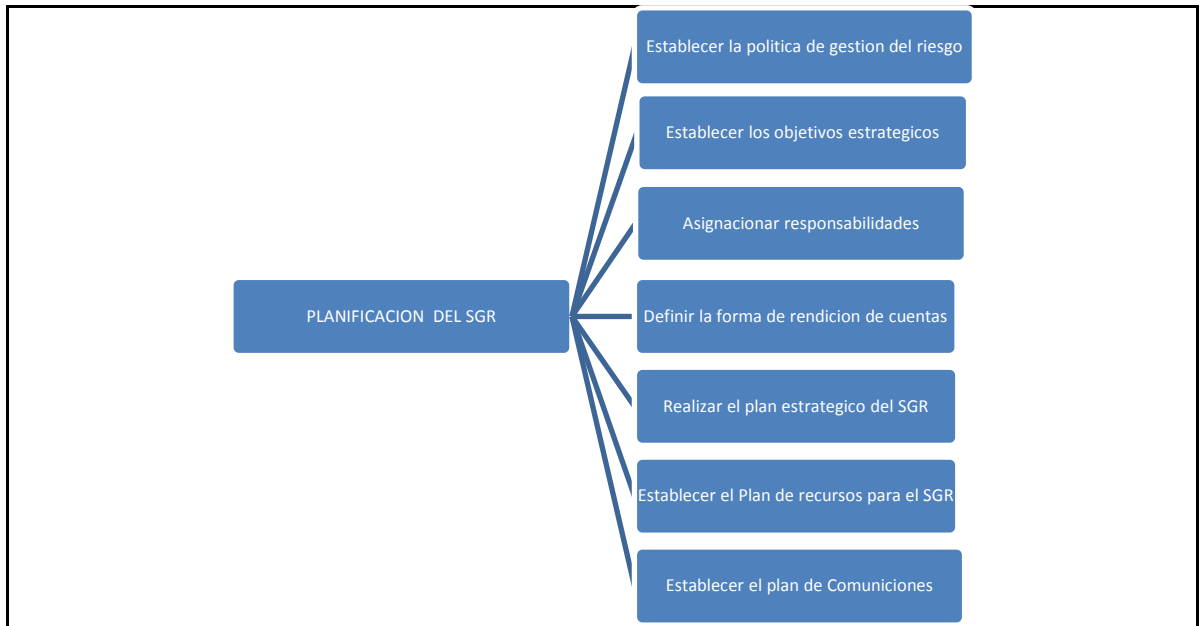 Establecer la politica de gestion del riesgo
Establecer los objetivos estrategicos
Asignacionar responsabilidades
PLANIFICACION  DEL SGR
Definir la forma de rendicion de cuentas
Realizar el plan estrategico del SGR
Establecer el Plan de recursos para el SGR
Establecer el plan de Comuniciones